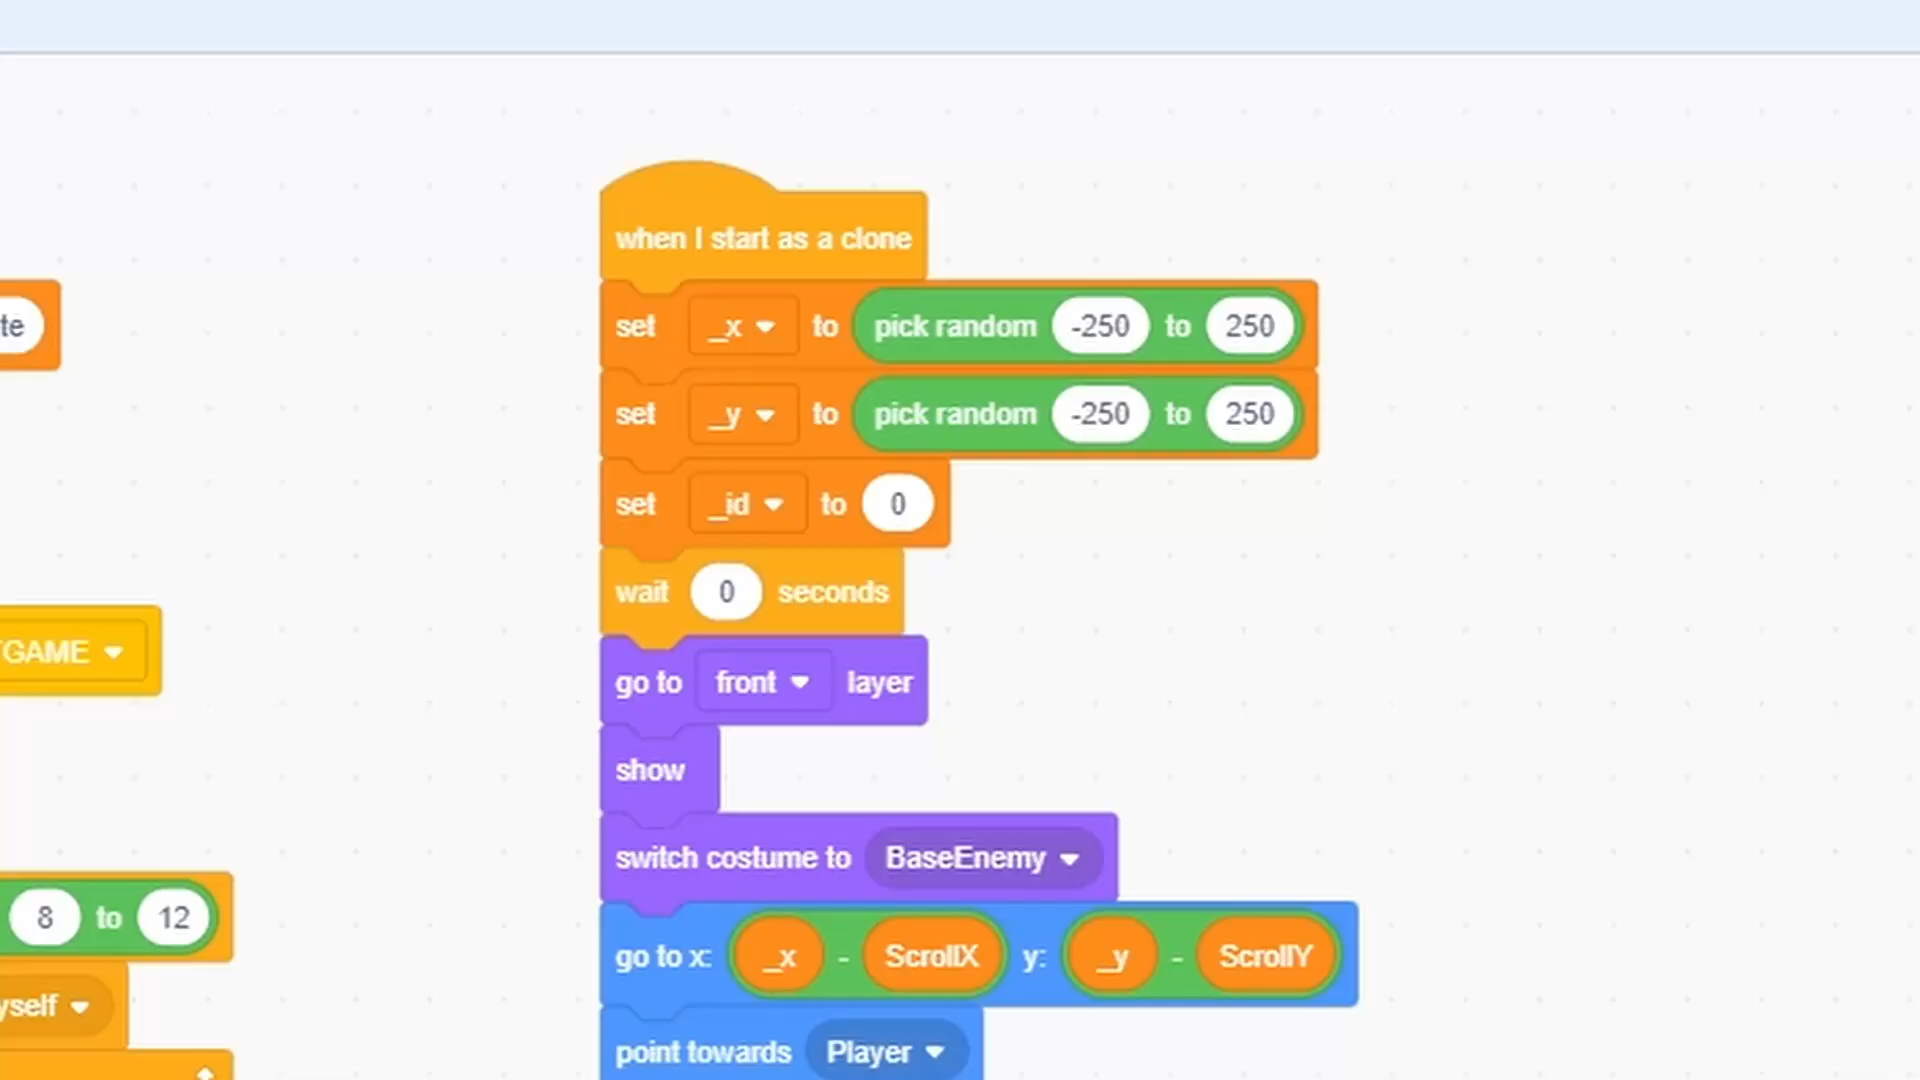 when I start as a clone
te
set _x to pick random -250 to 250
set _y to pick random -250 to 250
set _id to 0
wait 0 seconds
GAME
go to front layer
show
switch costume to BaseEnemy
8 to 12
go to x: _x - ScrollX y: _y - ScrollY
yself
point towards Player